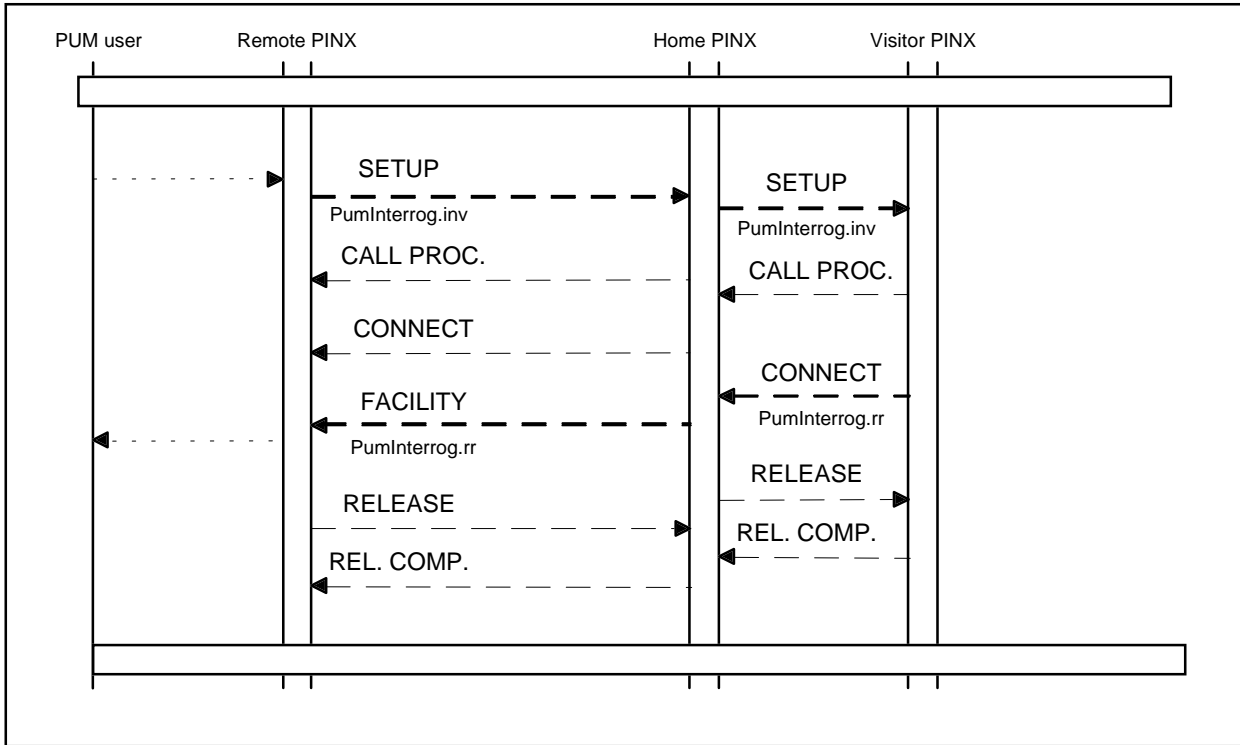 PUM user
Remote PINX
Home PINX
Visitor PINX
SETUP
PumInterrog.inv
SETUP
PumInterrog.inv
CALL PROC.
CALL PROC.
CONNECT
CONNECT
PumInterrog.rr
FACILITY
PumInterrog.rr
RELEASE
RELEASE
REL. COMP.
REL. COMP.